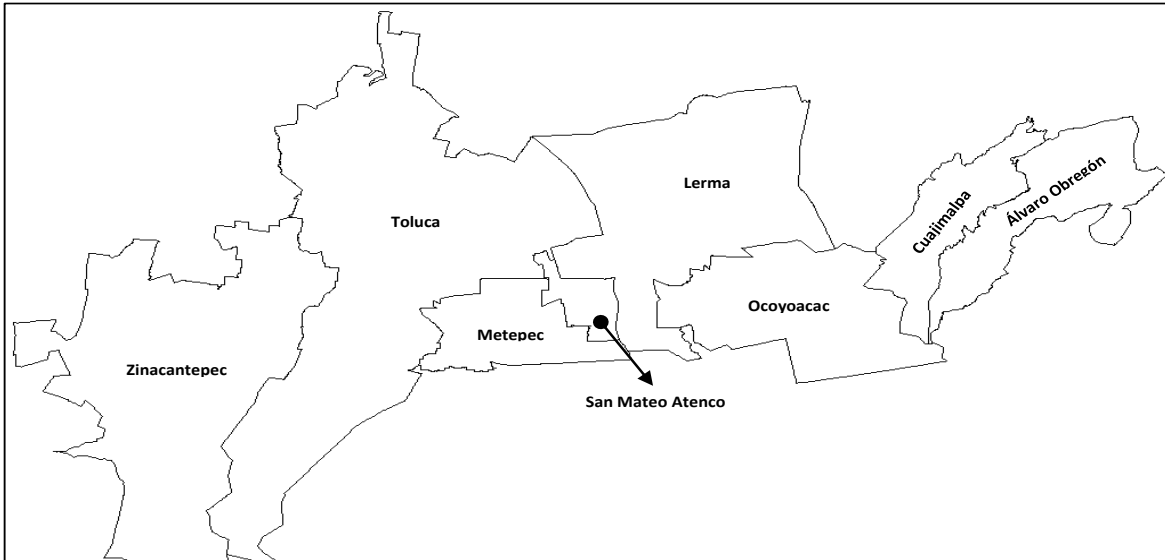 Lerma
Cuajimalpa
Álvaro Obregón
Toluca
Ocoyoacac
Metepec
Zinacantepec
San Mateo Atenco